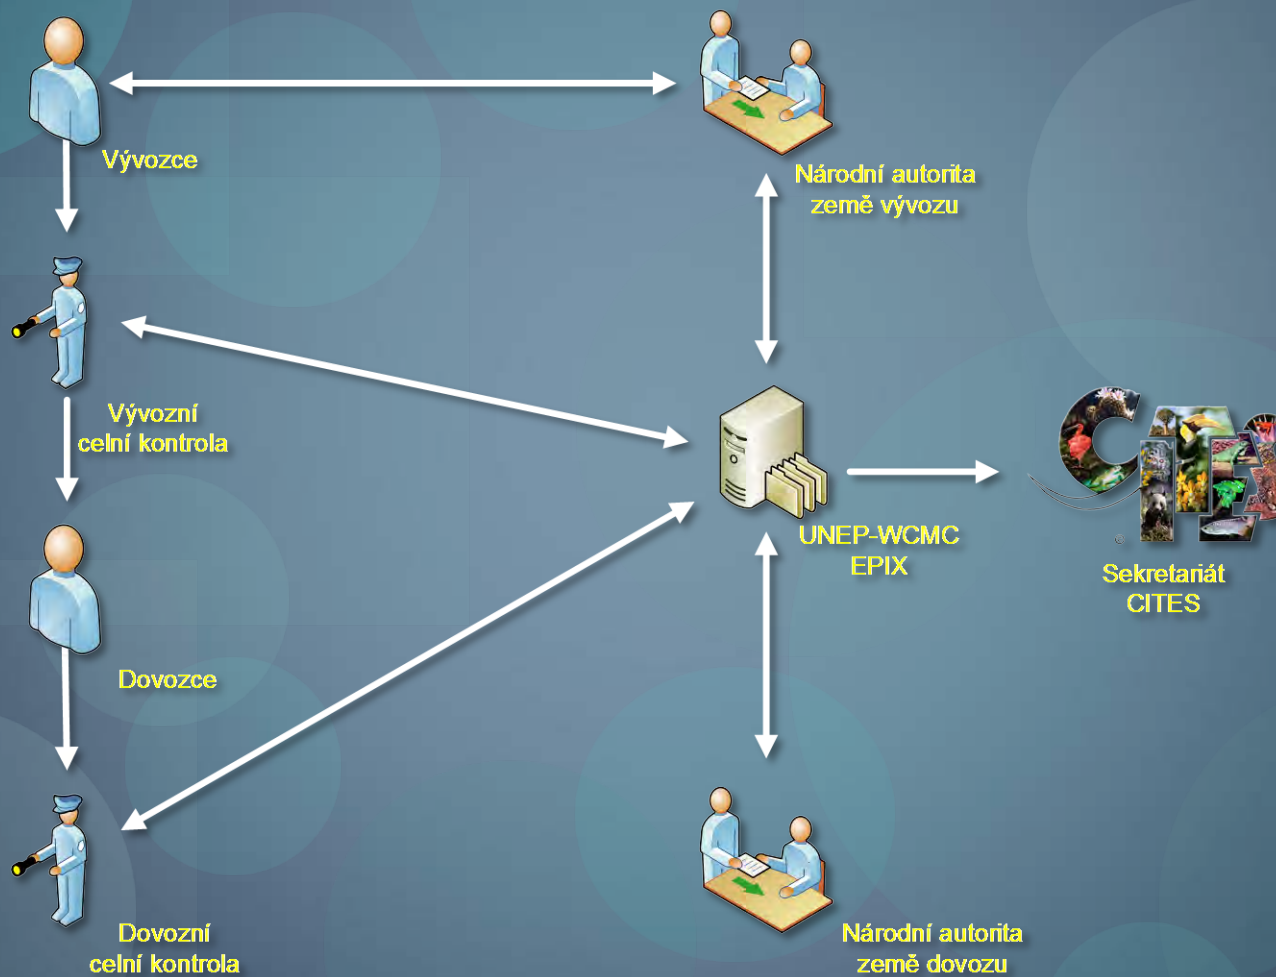 Vývozce
Národní autorita
země vývozu
Vývozní
celní kontrola
UNEP-WCMC
EPIX
CITES
®
Sekretariát
CITES
Dovozce
Dovozní
celní kontrola
Národní autorita
země dovozu